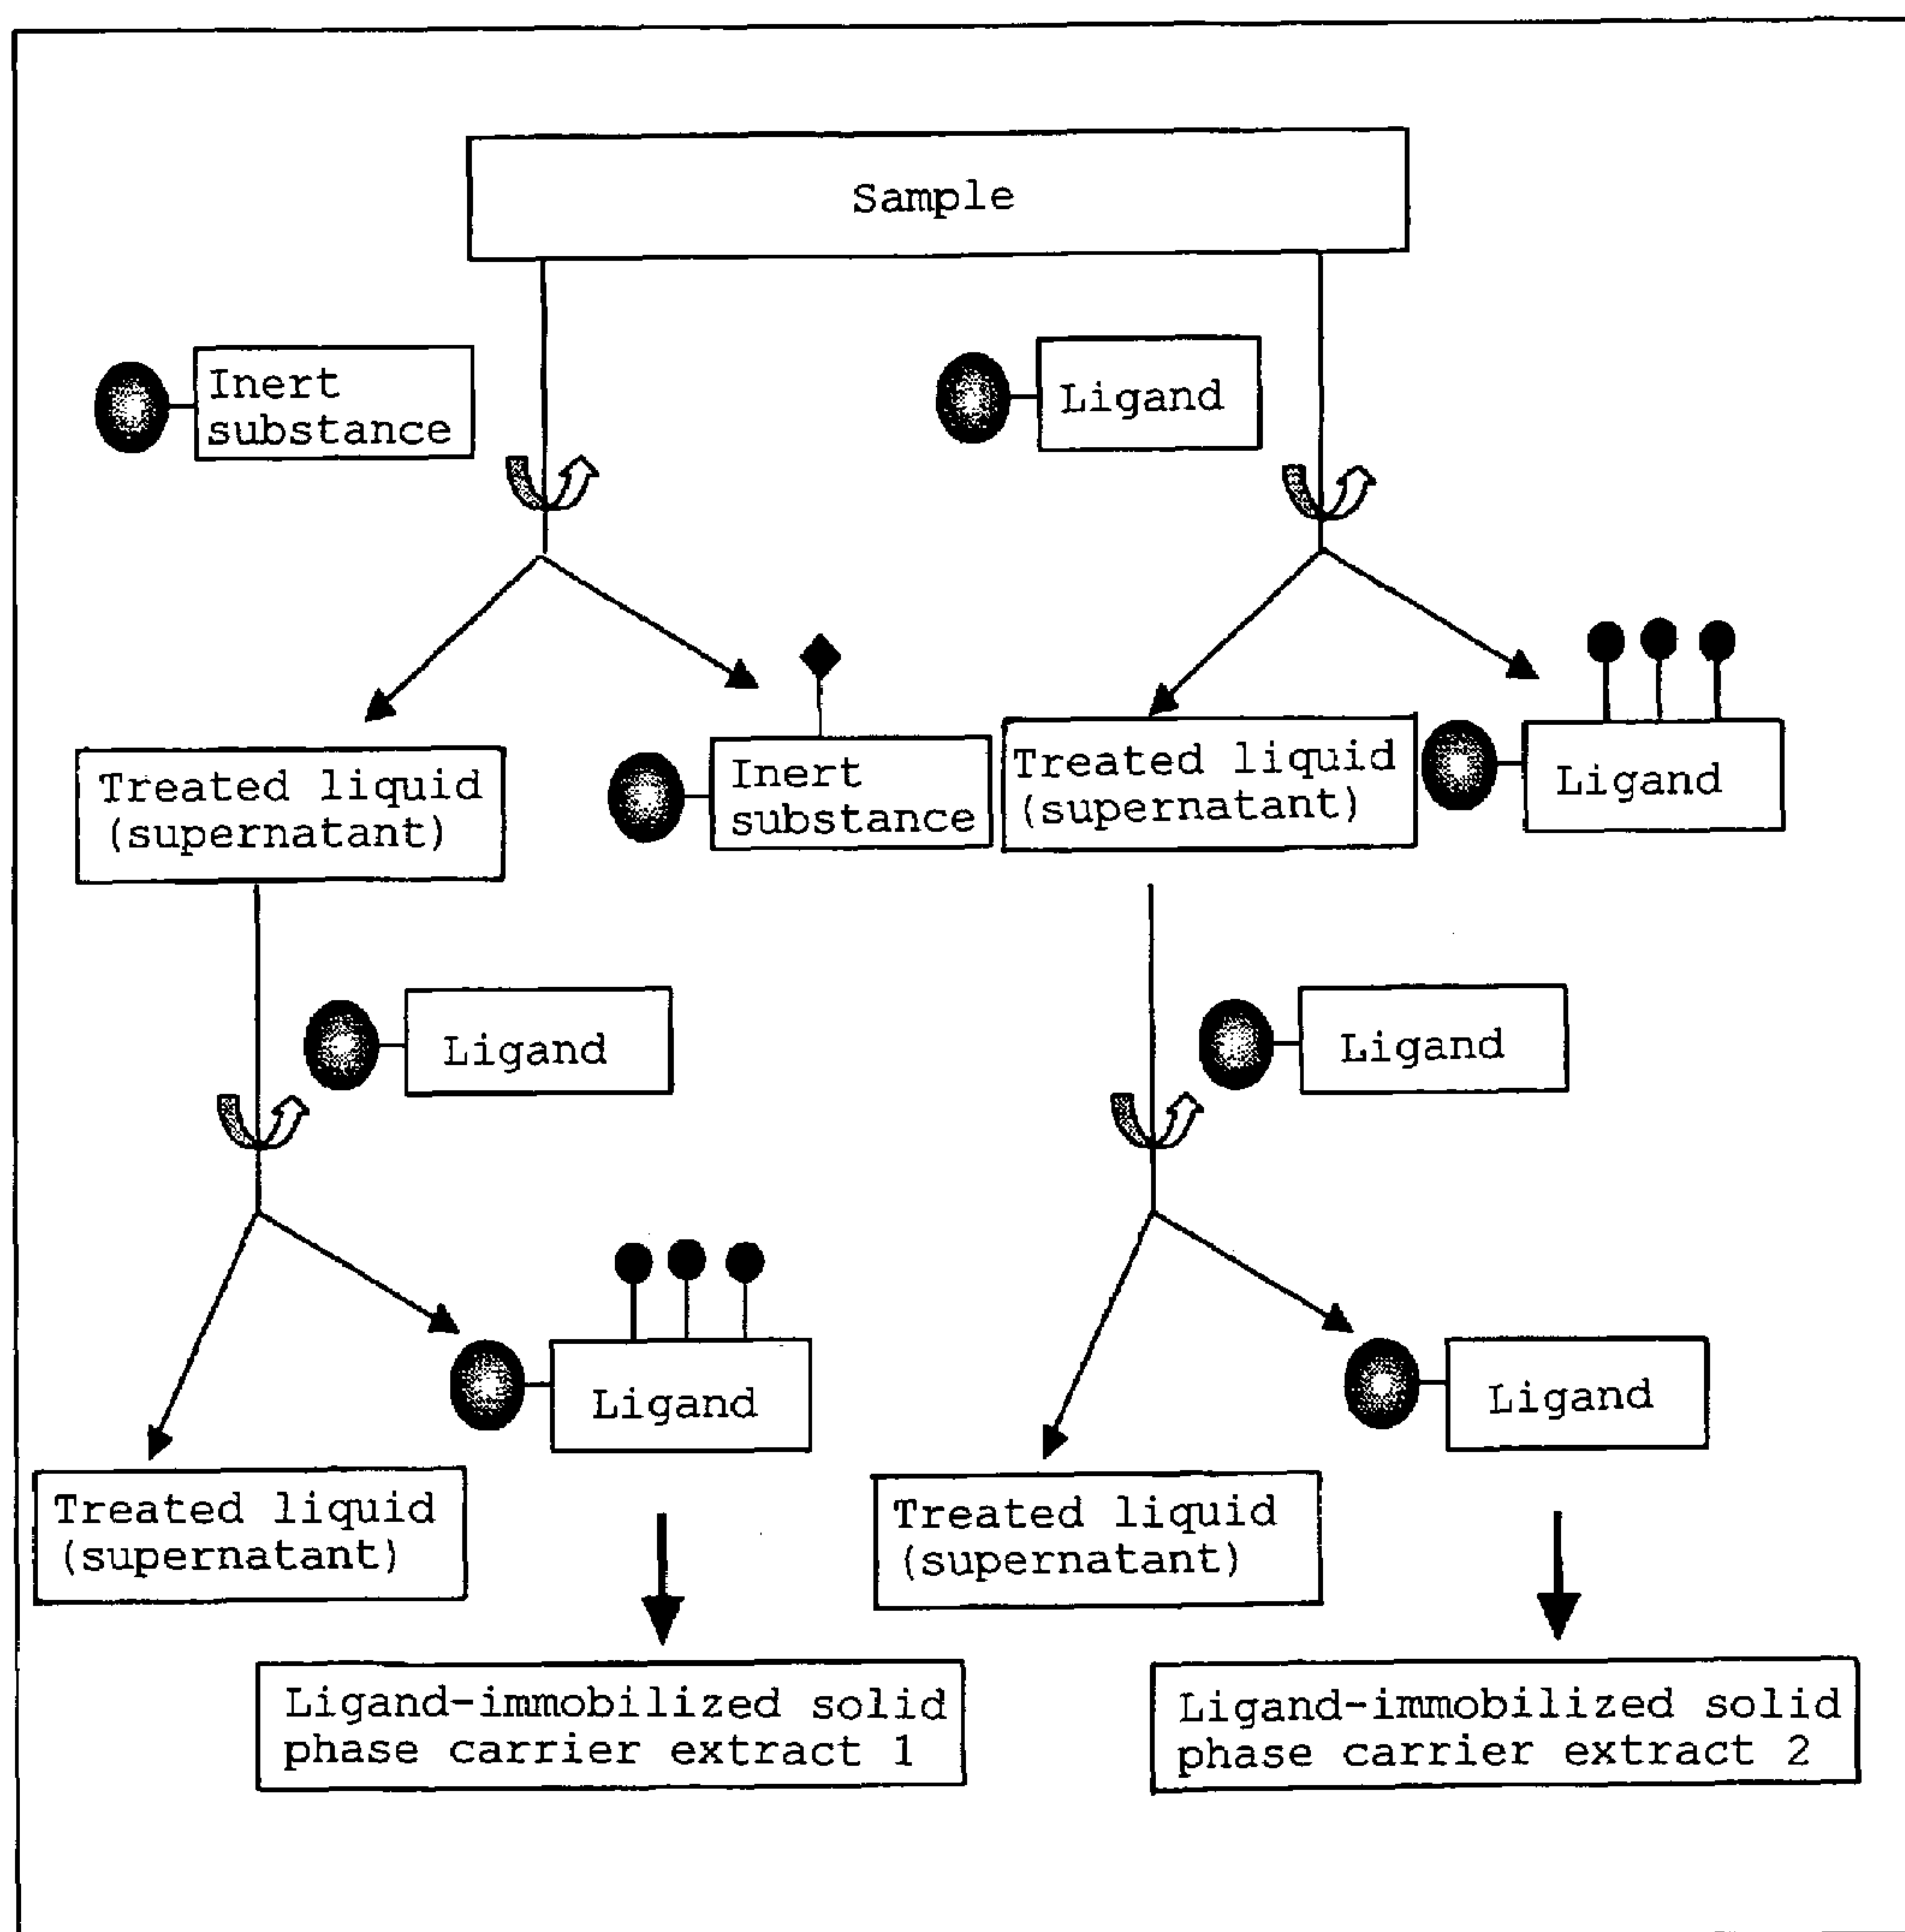 Sample
Inert
substance
Ligand
Treated liquid
(supernatant)
Inert
substance
Treated liquid
(supernatant)
Ligand
Ligand
Ligand
Ligand
Ligand
Treated liquid
(supernatant)
Treated liquid
(supernatant)
Ligand-immobilized solid
phase carrier extract 1
Ligand-immobilized solid
phase carrier extract 2